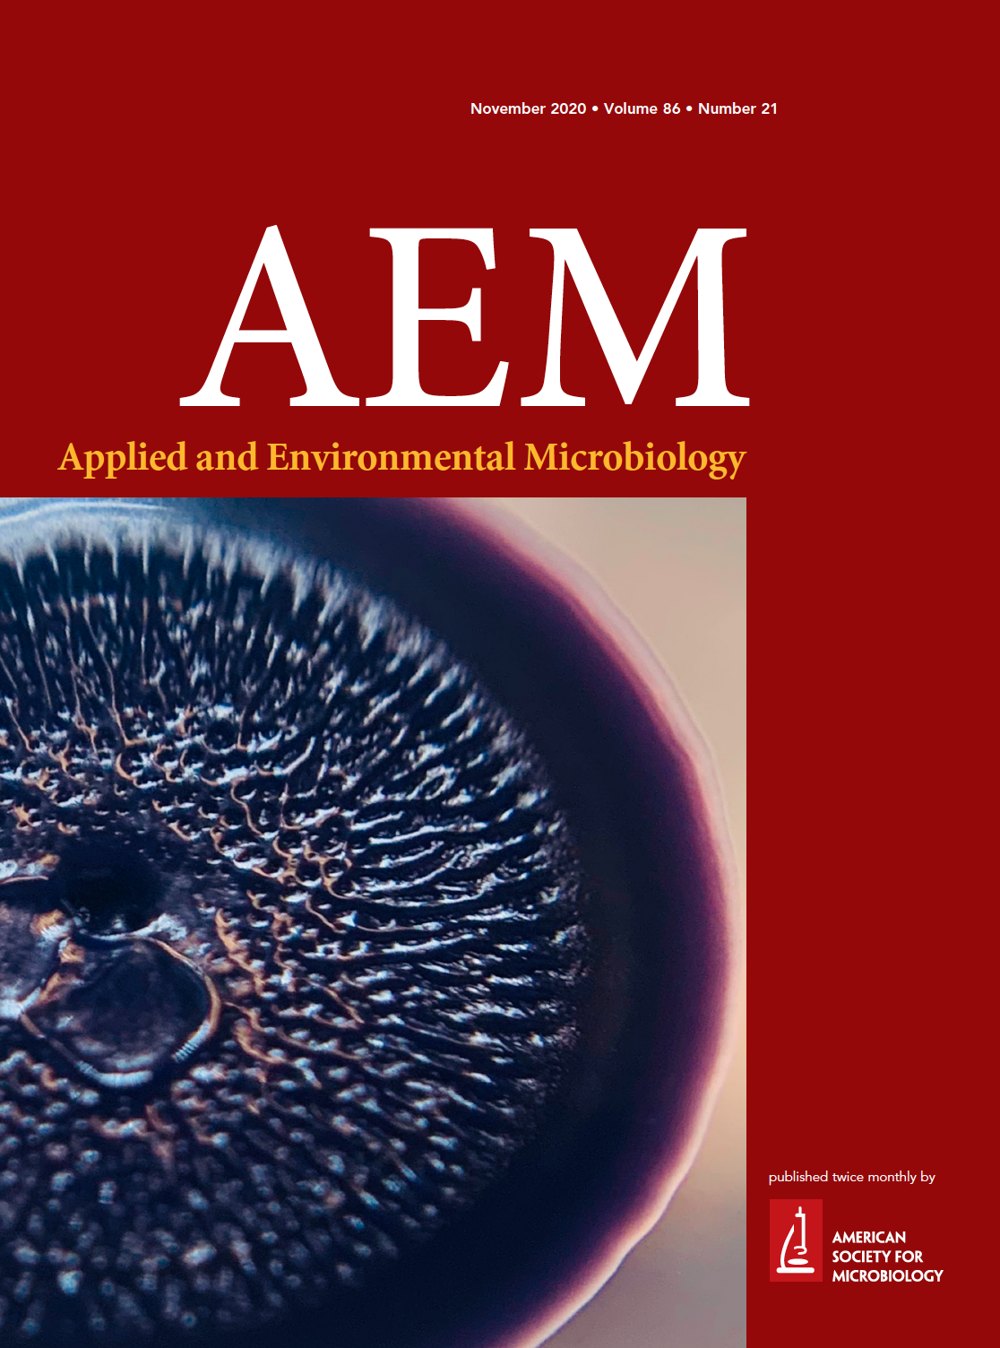 November 2020 • Volume 86 • Number 21
AEM
Applied and Environmental Microbiology
published twice monthly by
AMERICAN
SOCIETY FOR
MICROBIOLOGY